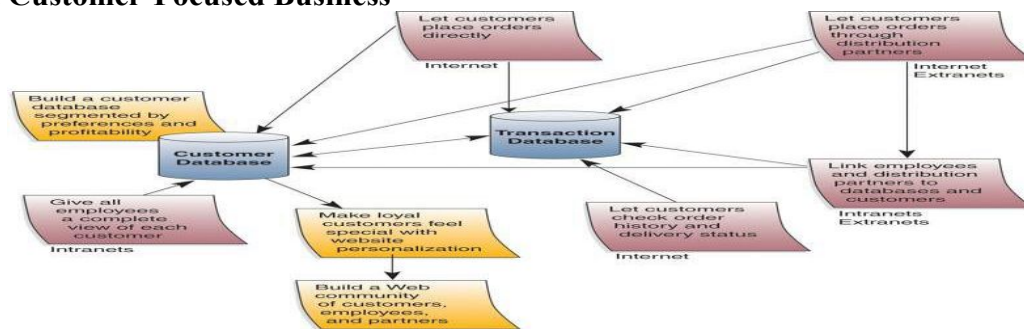 Customer-Focused Business
Let customers
place orders
directly
Internet
Let customers
place orders
through
distribution
partners
Internet
Extranets
Build a customer
database
segmented by
preferences and
profitability
Customer
Database
Transaction
Database
Link employees
and distribution
partners to
databases and
customers
Intranets
Extranets
Give all
employees
a complete
view of each
customer
Intranets
Make loyal
customers feel
special with
website
personalization
Let customers
check order
history and
delivery status
Internet
Build a Web
community
of customers,
employees,
and partners